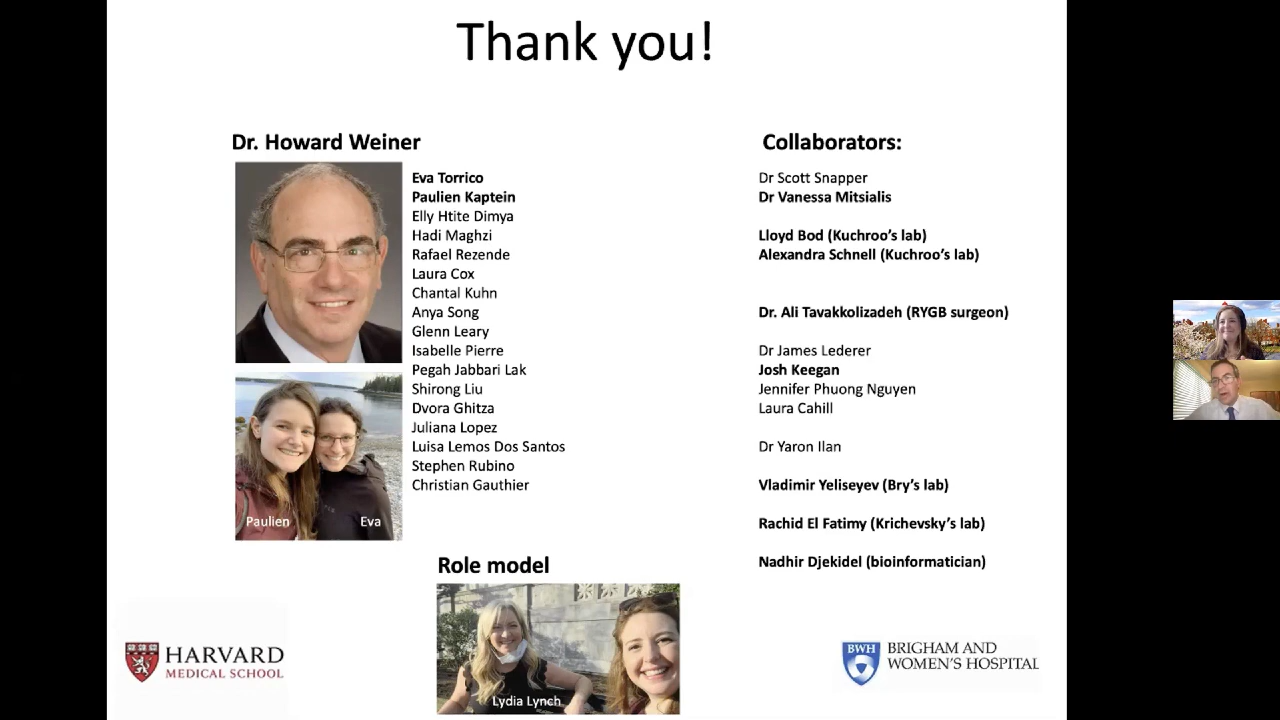 Thank you!
Dr. Howard Weiner
Eva Torrico
Paulien Kaptein
Elly Htite Dimya
Hadi Maghzi
Rafael Rezende
Laura Cox
Chantal Kuhn
Anya Song
Glenn Leary
Isabelle Pierre
Pegah Jabbari Lak
Shirong Liu
Dvora Ghitza
Juliana Lopez
Luisa Lemos Dos Santos
Stephen Rubino
Christian Gauthier
Paulien
Eva
Collaborators:
Dr Scott Snapper
Dr Vanessa Mitsialis
Lloyd Bod (Kuchroo's lab)
Alexandra Schnell (Kuchroo's lab)
Dr. Ali Tavakkolizadeh (RYGB surgeon)
Dr James Lederer
Josh Keegan
Jennifer Phuong Nguyen
Laura Cahill
Dr Yaron Ilan
Vladimir Yeliseyev (Bry's lab)
Rachid El Fatimy (Krichevsky's lab)
Nadhir Djekidel (bioinformatician)
Role model
Lydia Lynch
HARVARD
MEDICAL SCHOOL
BWH
BRIGHAM AND
WOMEN'S HOSPITAL